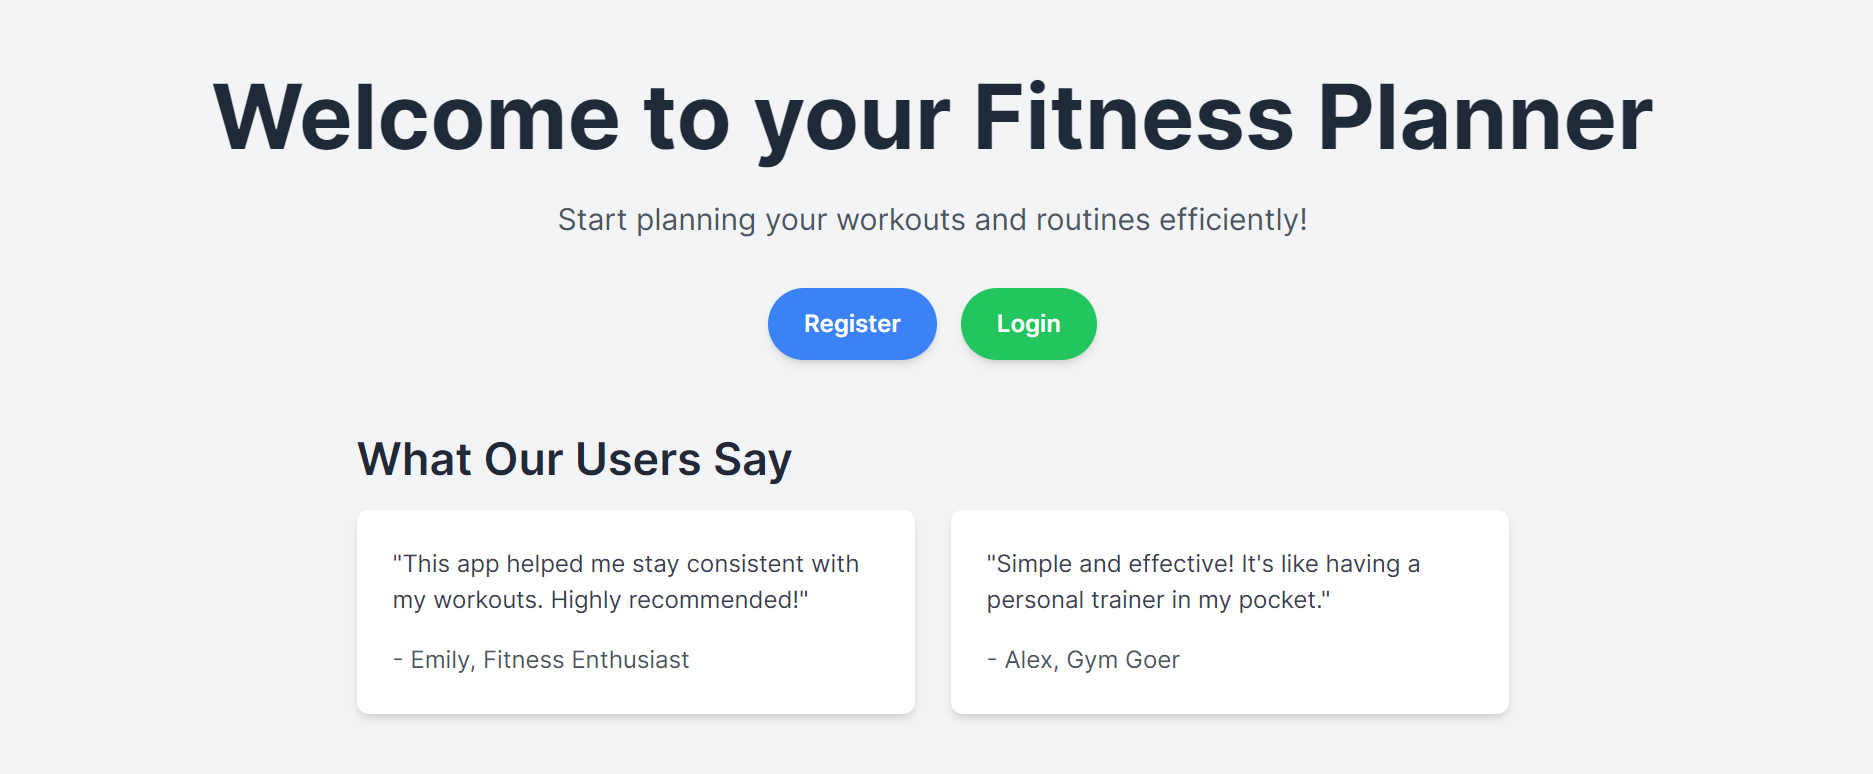 Welcome to your Fitness Planner
Start planning your workouts and routines efficiently!
Register
Login
What Our Users Say
"This app helped me stay consistent with
my workouts. Highly recommended!"
- Emily, Fitness Enthusiast
"Simple and effective! It's like having a
personal trainer in my pocket."
- Alex, Gym Goer